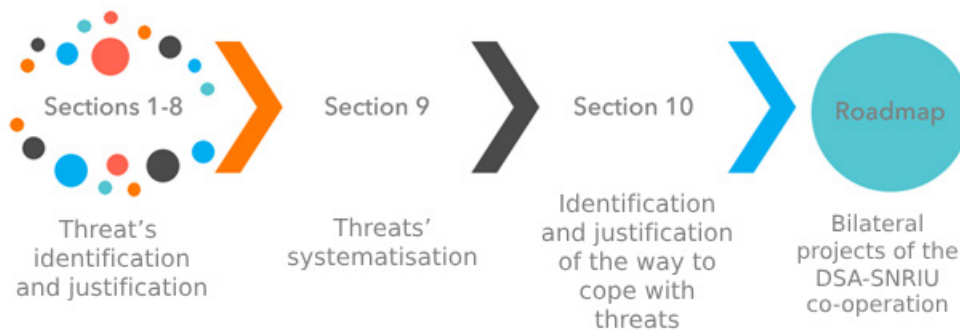 Sections 1-8
Section 9
Section 10
Roadmap
Threat's
identification
and justification
Threats'
systematisation
Identification
and justification
of the way to
cope with
threats
Bilateral
projects of the
DSA-SNRIU
co-operation